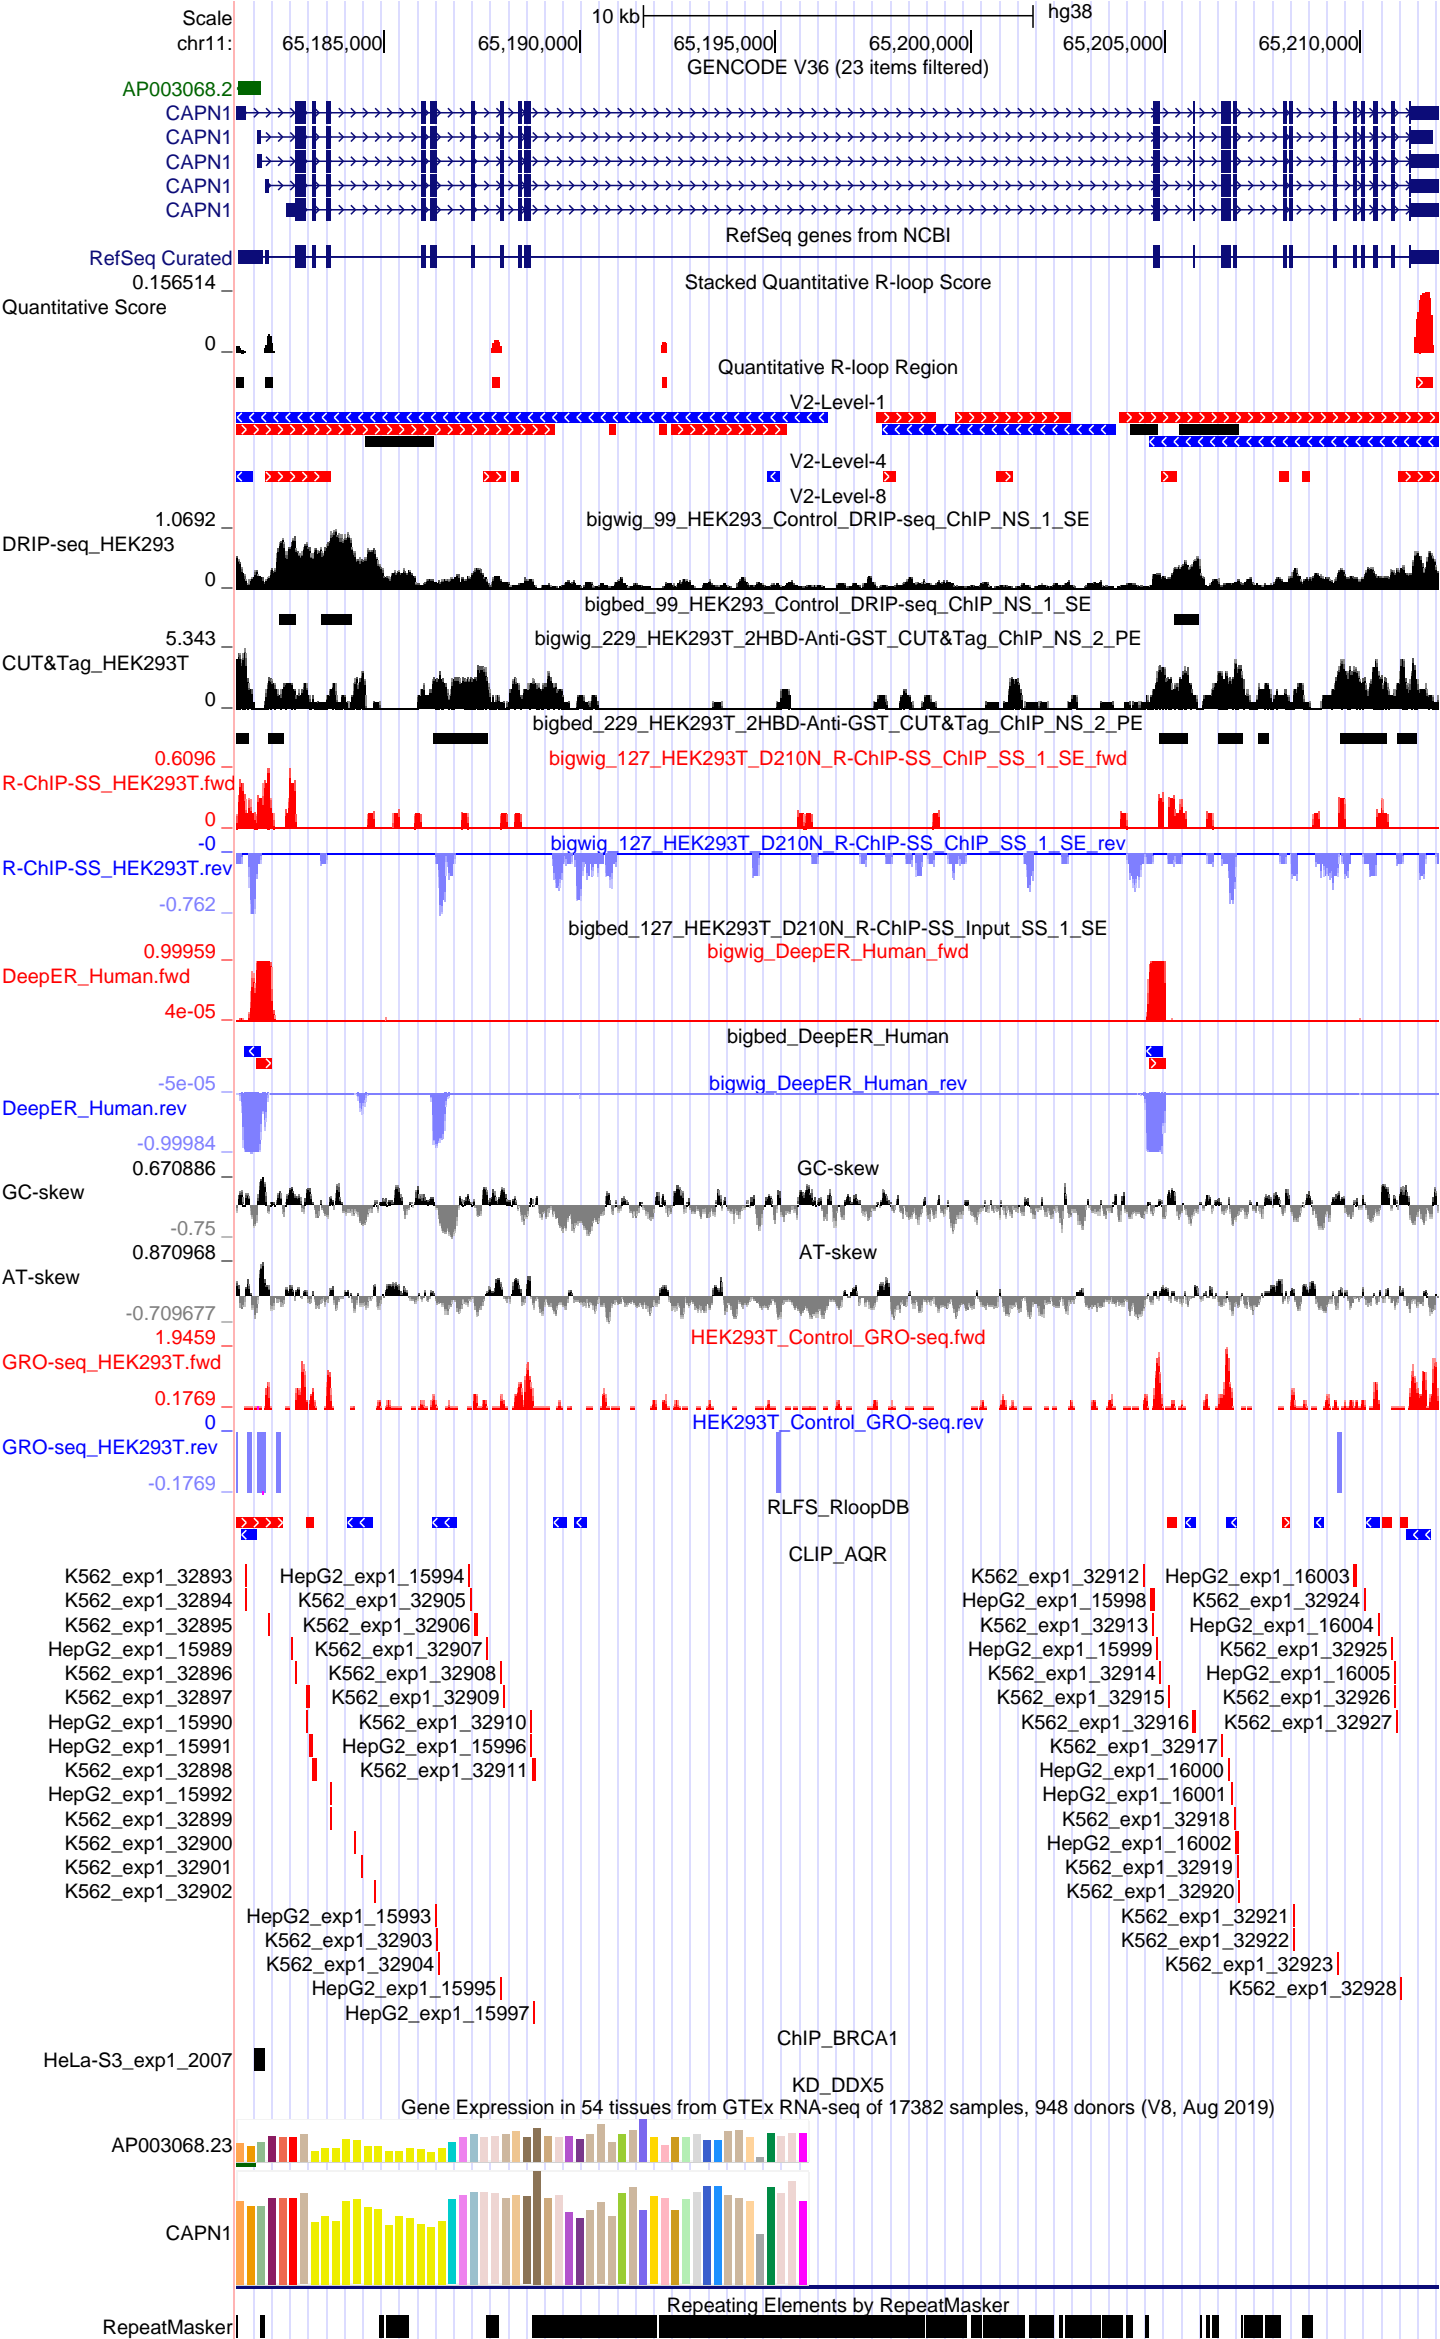 Scale 10 kb hg38
chr11: 65,185,000 65,190,000 65,195,000 65,200,000 65,205,000 65,210,000
GENCODE V36 (23 items filtered)
AP003068.2
CAPN1
CAPN1
CAPN1
CAPN1
CAPN1
RefSeq genes from NCBI
RefSeq Curated
0.156514 Stacked Quantitative R-loop Score
Quantitative Score
0
Quantitative R-loop Region
V2-Level-1
V2-Level-4
V2-Level-8
1.0692 bigwig_99_HEK293_Control_DRIP-seq_ChIP_NS_1_SE
DRIP-seq_HEK293
0
bigbed_99_HEK293_Control_DRIP-seq_ChIP_NS_1_SE
5.343 bigwig_229_HEK293T_2HBD-Anti-GST_CUT&Tag_ChIP_NS_2_PE
CUT&Tag_HEK293T
0
bigbed_229_HEK293T_2HBD-Anti-GST_CUT&Tag_ChIP_NS_2_PE
0.6096 bigwig_127_HEK293T_D210N_R-ChIP-SS_ChIP_SS_1_SE_fwd
R-ChIP-SS_HEK293T.fwd
0
-0 bigwig_127_HEK293T_D210N_R-ChIP-SS_ChIP_SS_1_SE_rev
R-ChIP-SS_HEK293T.rev
-0.762
bigbed_127_HEK293T_D210N_R-ChIP-SS_Input_SS_1_SE
0.99959 bigwig_DeepER_Human_fwd
DeepER_Human.fwd
4e-05
bigbed_DeepER_Human
-5e-05 bigwig_DeepER_Human_rev
DeepER_Human.rev
-0.99984
0.670886 GC-skew
GC-skew
-0.75
0.870968 AT-skew
AT-skew
-0.709677
1.9459 HEK293T_Control_GRO-seq.fwd
GRO-seq_HEK293T.fwd
0.1769
0 HEK293T_Control_GRO-seq.rev
GRO-seq_HEK293T.rev
-0.1769
RLFS_RloopDB
CLIP_AQR
K562_exp1_32893 HepG2_exp1_15994 K562_exp1_32912 HepG2_exp1_16003
K562_exp1_32894 K562_exp1_32905 HepG2_exp1_15998 K562_exp1_32924
K562_exp1_32895 K562_exp1_32906 K562_exp1_32913 HepG2_exp1_16004
HepG2_exp1_15989 K562_exp1_32907 HepG2_exp1_15999 K562_exp1_32925
K562_exp1_32896 K562_exp1_32908 K562_exp1_32914 HepG2_exp1_16005
K562_exp1_32897 K562_exp1_32909 K562_exp1_32915 K562_exp1_32926
HepG2_exp1_15990 K562_exp1_32910 K562_exp1_32916 K562_exp1_32927
HepG2_exp1_15991 HepG2_exp1_15996 K562_exp1_32917
K562_exp1_32898 K562_exp1_32911 HepG2_exp1_16000
HepG2_exp1_15992 HepG2_exp1_16001
K562_exp1_32899 K562_exp1_32918
K562_exp1_32900 HepG2_exp1_16002
K562_exp1_32901 K562_exp1_32919
K562_exp1_32902 K562_exp1_32920
HepG2_exp1_15993 K562_exp1_32921
K562_exp1_32903 K562_exp1_32922
K562_exp1_32904 K562_exp1_32923
HepG2_exp1_15995 K562_exp1_32928
HepG2_exp1_15997
ChIP_BRCA1
HeLa-S3_exp1_2007
KD_DDX5
Gene Expression in 54 tissues from GTEx RNA-seq of 17382 samples, 948 donors (V8, Aug 2019)
AP003068.23
CAPN1
Repeating Elements by RepeatMasker
RepeatMasker